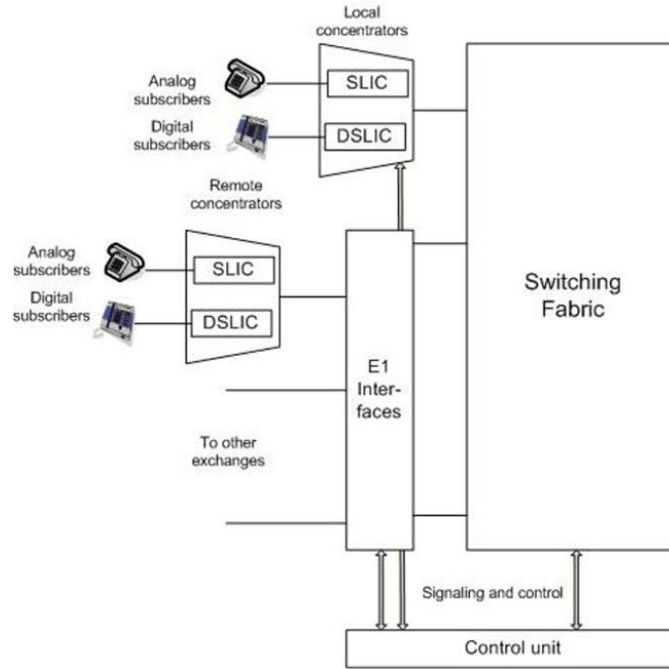 Local
concentrators
Analog
subscribers
SLIC
Digital
subscribers
DSLIC
Remote
concentrators
Analog
subscribers
SLIC
Digital
subscribers
DSLIC
Switching
Fabric
E1
Inter-
faces
To other
exchanges
Signaling and control
Control unit